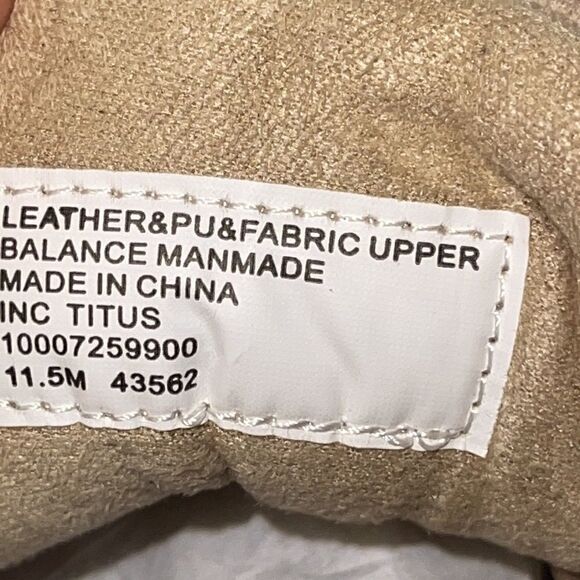 LEATHER&PU&FABRIC UPPER
BALANCE MANMADE
MADE IN CHINA
INC TITUS
10007259900
11.5M 43562